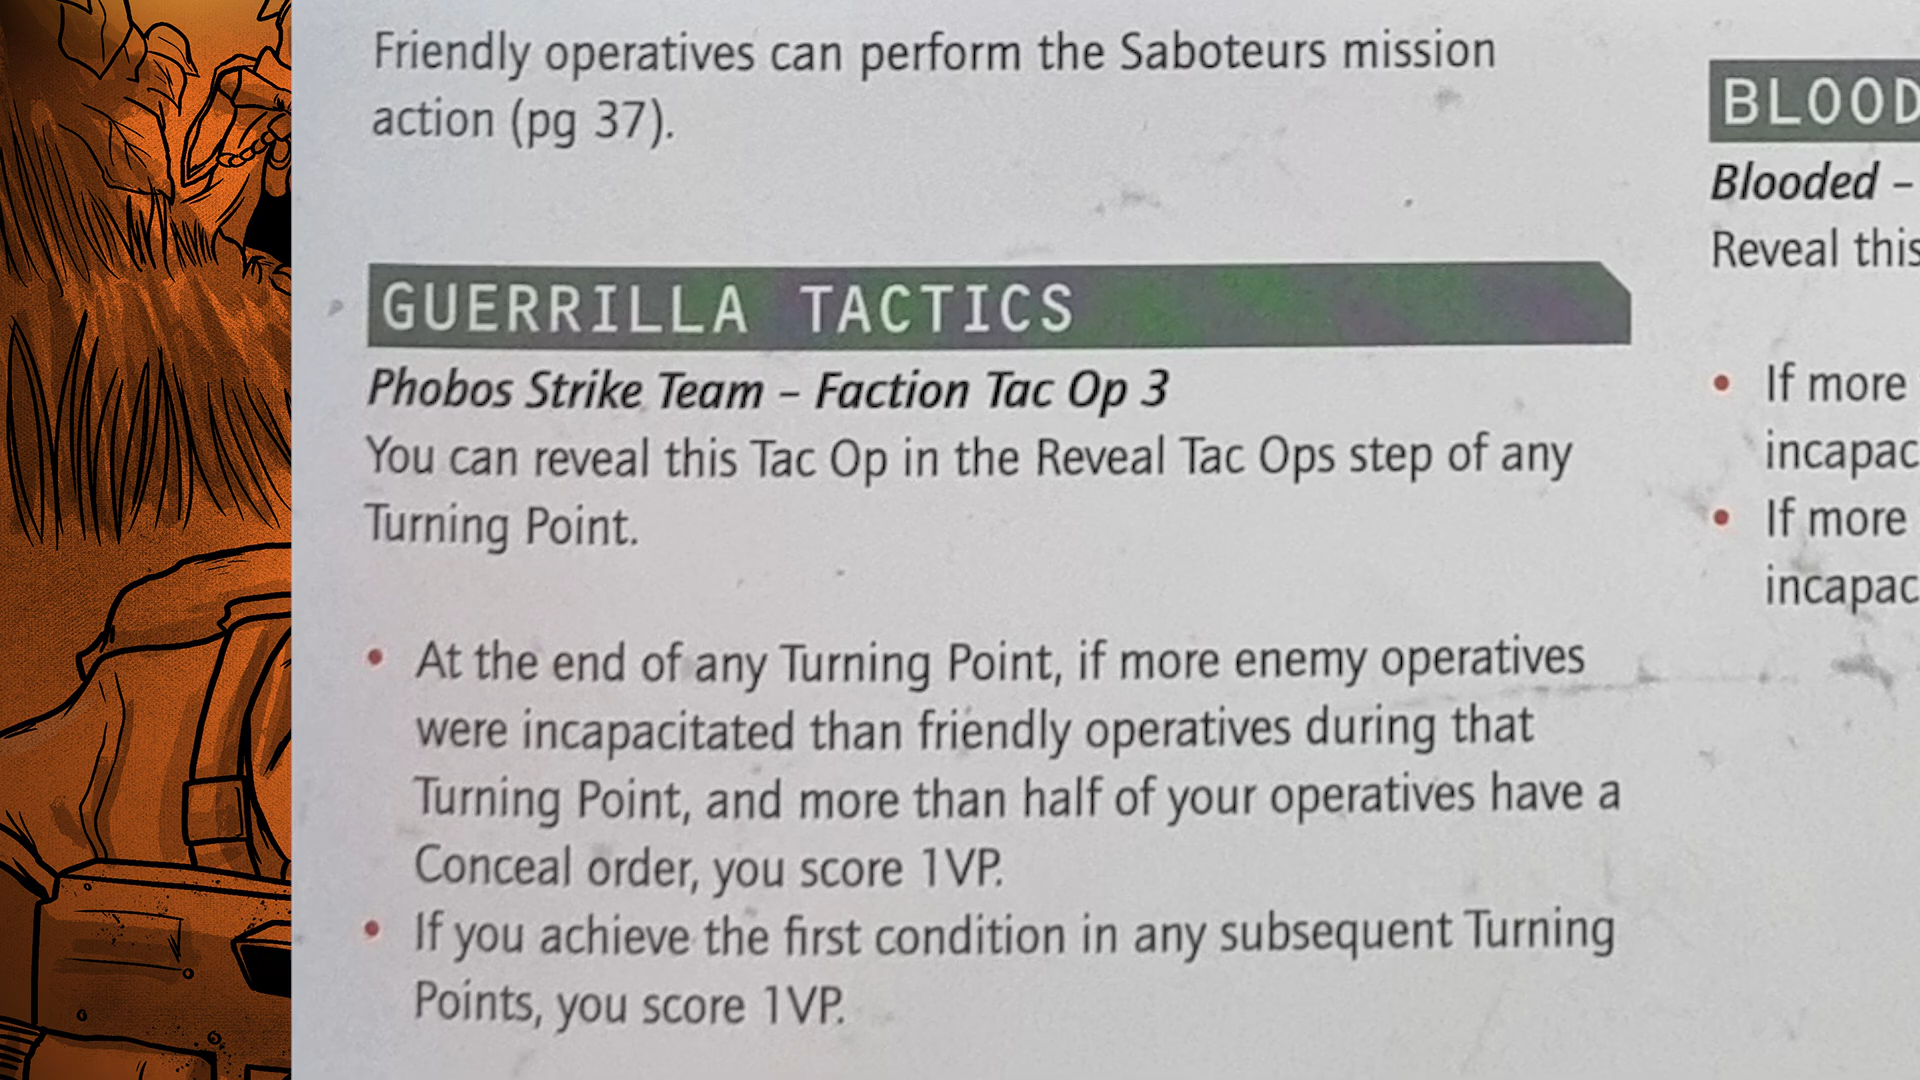 Friendly operatives can perform the Saboteurs mission
action (pg 37).
GUERRILLA TACTICS
Phobos Strike Team – Faction Tac Op 3
You can reveal this Tac Op in the Reveal Tac Ops step of any
Turning Point.
• At the end of any Turning Point, if more enemy operatives
were incapacitated than friendly operatives during that
Turning Point, and more than half of your operatives have a
Conceal order, you score 1VP.
• If you achieve the first condition in any subsequent Turning
Points, you score 1VP.
BLOOD
Blooded –
Reveal this
• If more
incapac
• If more
incapac